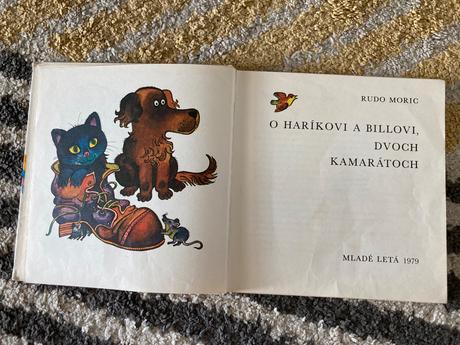 RUDO MORIC
O HARÍKOVI A BILLOVI,
DVOCH
KAMARÁTOCH
MLADÉ LETÁ 1979